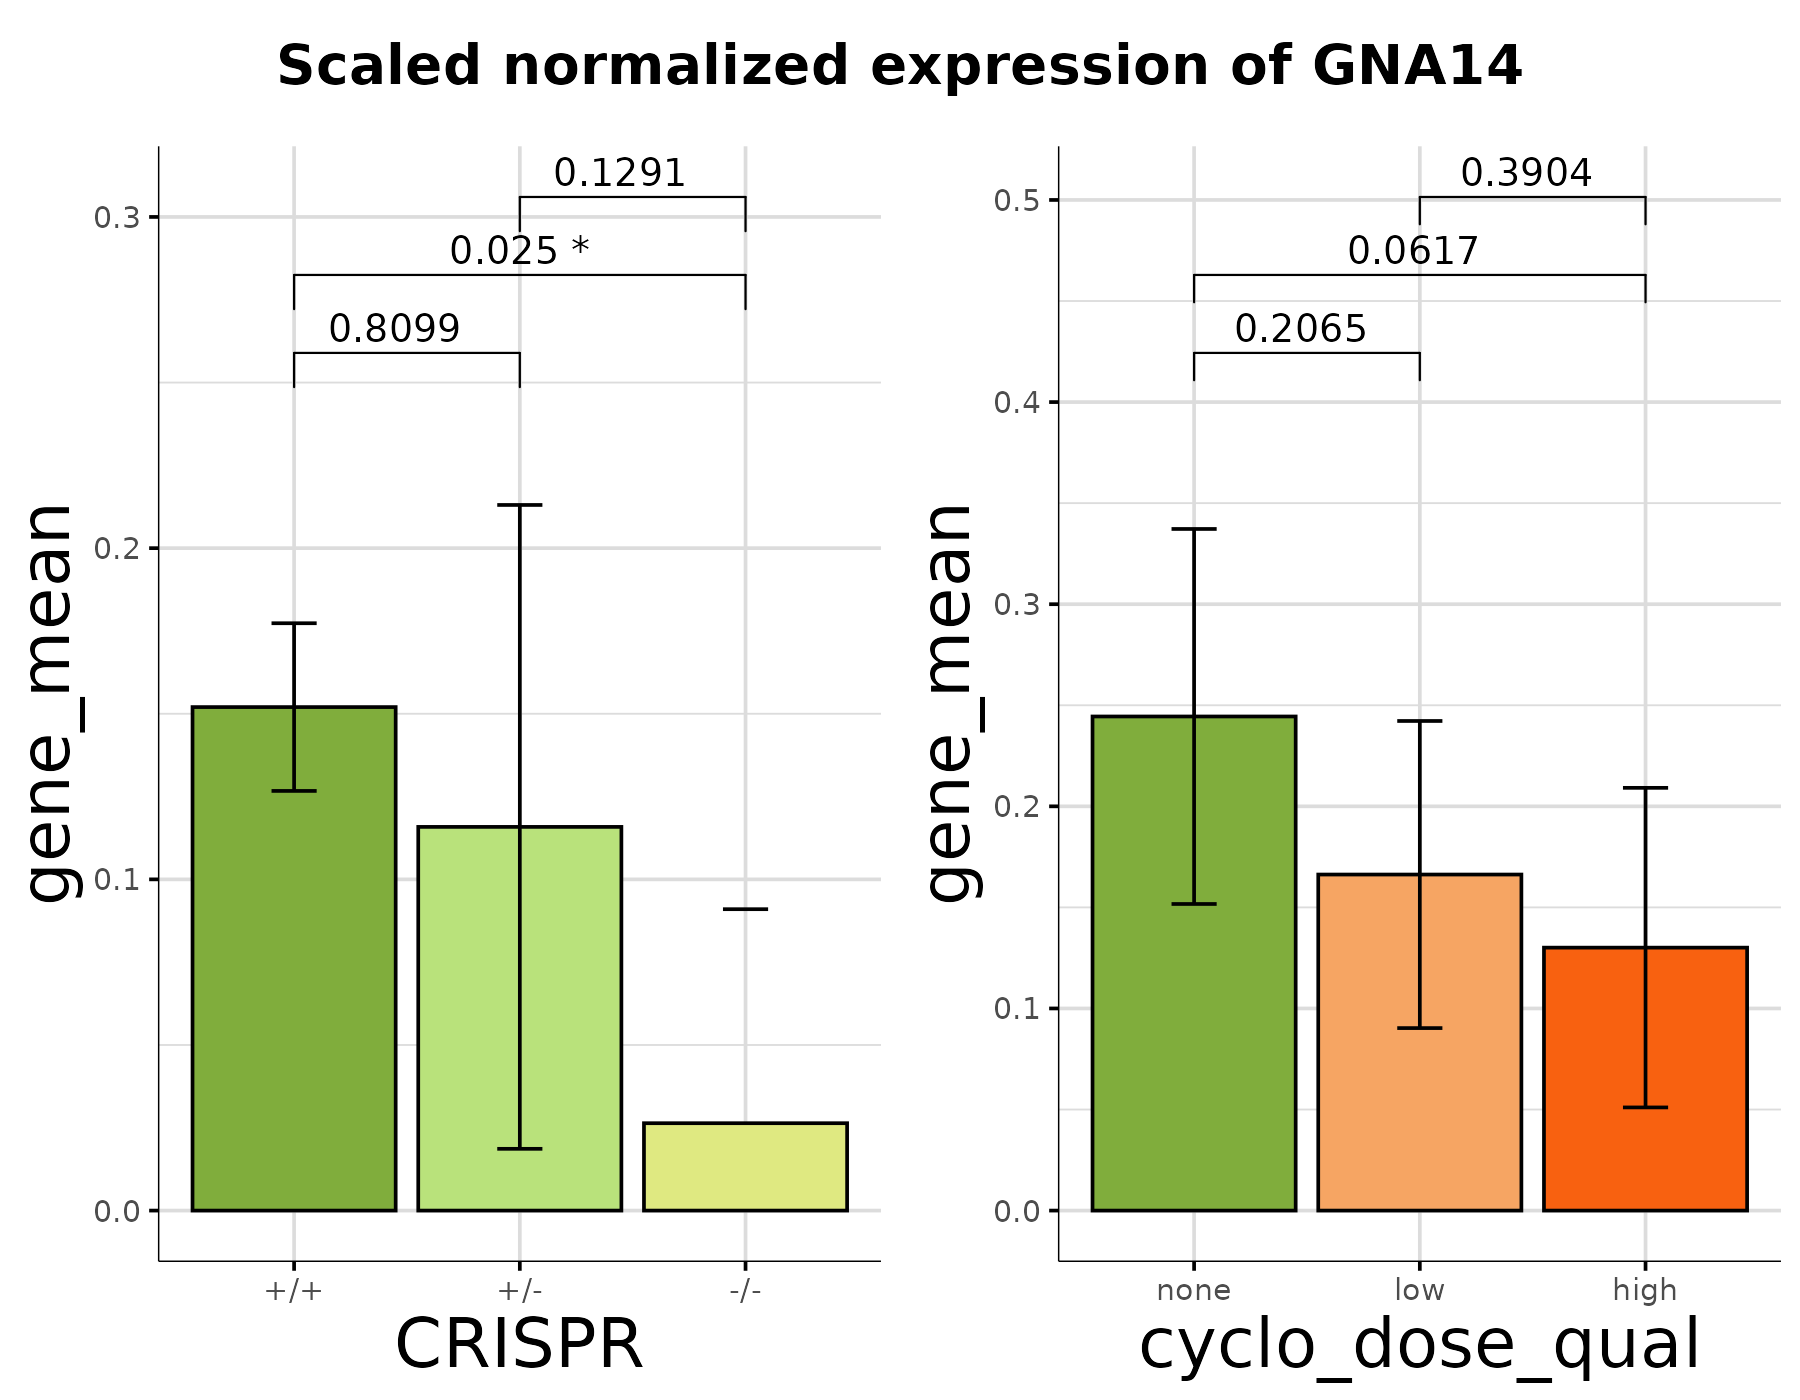 Scaled normalized expression of GNA14
gene_mean
0.3
0.2
0.1
0.0
0.1291
0.025 *
0.8099
+/+
+/-
-/-
CRISPR
gene_mean
0.5
0.4
0.3
0.2
0.1
0.0
0.3904
0.0617
0.2065
none
low
high
cyclo_dose_qual